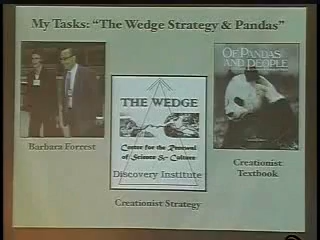 My Tasks: "The Wedge Strategy & Pandas"
OF PANDAS
AND PEOPLE
THE WEDGE
Center for the Renewal
of Science & Culture
Discovery Institute
Barbara Forrest
Creationist
Textbook
Creationist Strategy